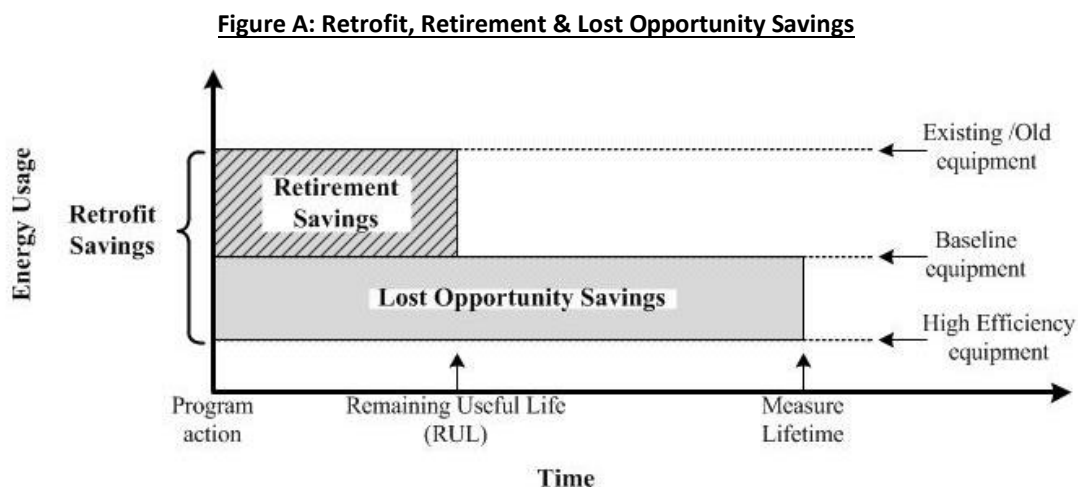 Figure A: Retrofit, Retirement & Lost Opportunity Savings
Energy Usage
Retrofit
Savings
Retirement
Savings
Lost Opportunity Savings
Existing /Old
equipment
Baseline
equipment
High Efficiency
equipment
Program
action
Remaining Useful Life
(RUL)
Measure
Lifetime
Time